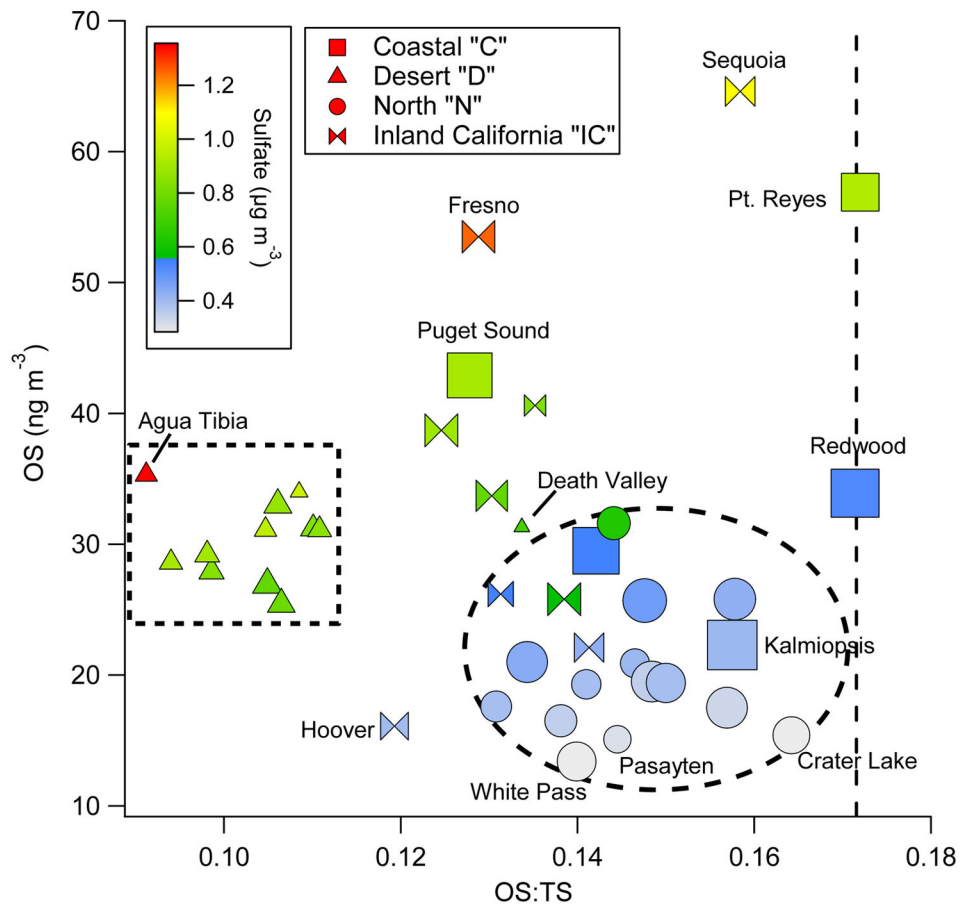 70
60
50
40
30
20
10
OS (ng m-3)
0.10
0.12
0.14
0.16
0.18
OS:TS
1.2
1.0
0.8
0.6
0.4
Sulfate (µg m-3)
Coastal "C"
Desert "D"
North "N"
Inland California "IC"
Sequoia
Pt. Reyes
Fresno
Puget Sound
Agua Tibia
Redwood
Death Valley
Kalmiopsis
Hoover
Pasayten
Crater Lake
White Pass